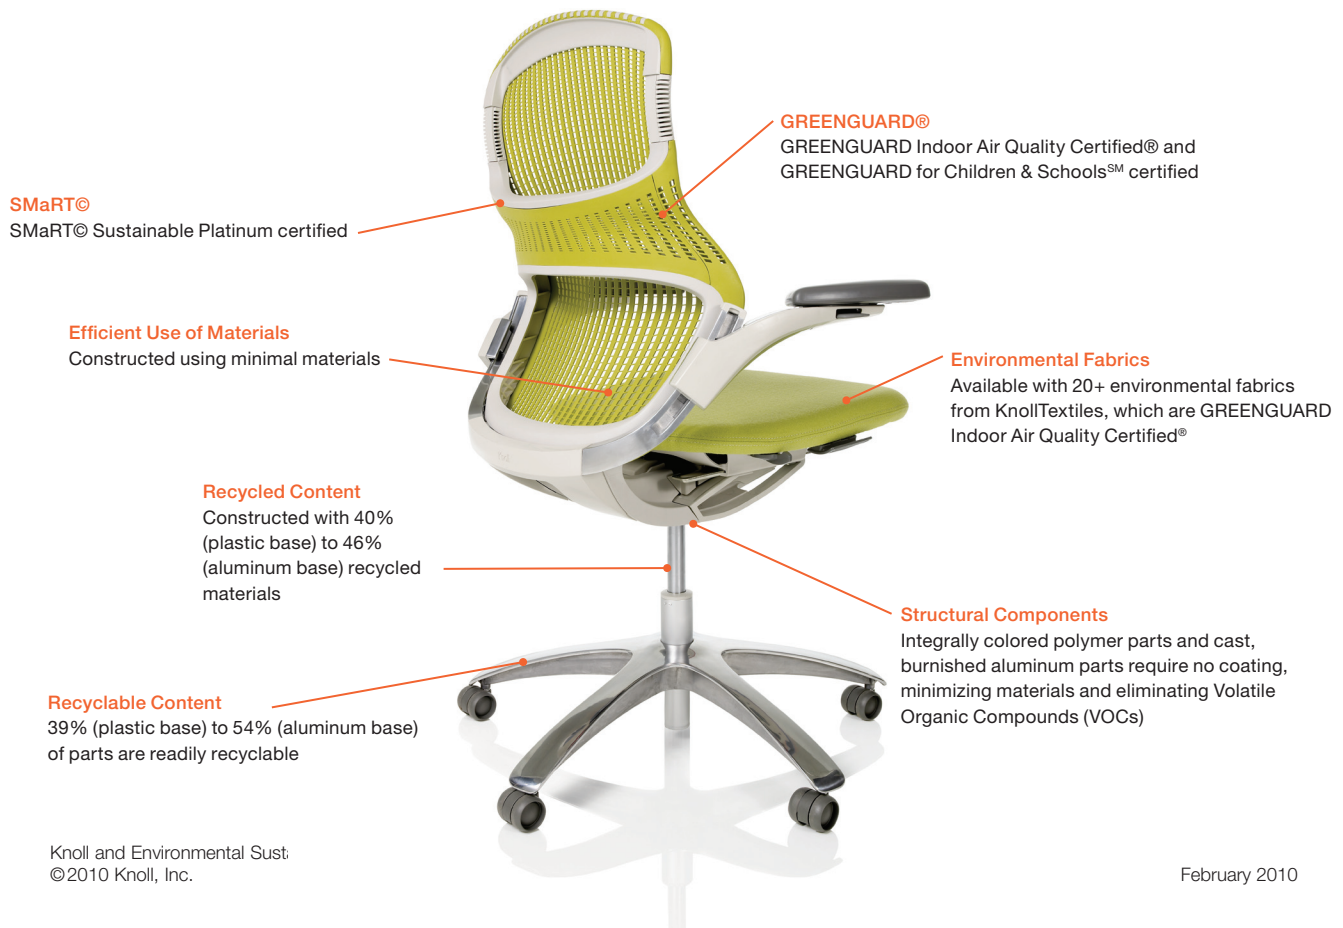 GREENGUARD®
GREENGUARD Indoor Air Quality Certified® and
GREENGUARD for Children & Schools℠ certified
SMaRT©
SMaRT© Sustainable Platinum certified
Efficient Use of Materials
Constructed using minimal materials
Environmental Fabrics
Available with 20+ environmental fabrics
from KnollTextiles, which are GREENGUARD
Indoor Air Quality Certified®
Recycled Content
Constructed with 40%
(plastic base) to 46%
(aluminum base) recycled
materials
Structural Components
Integrally colored polymer parts and cast,
burnished aluminum parts require no coating,
minimizing materials and eliminating Volatile
Organic Compounds (VOCs)
Recyclable Content
39% (plastic base) to 54% (aluminum base)
of parts are readily recyclable
Knoll and Environmental
©2010 Knoll, Inc.
February 2010